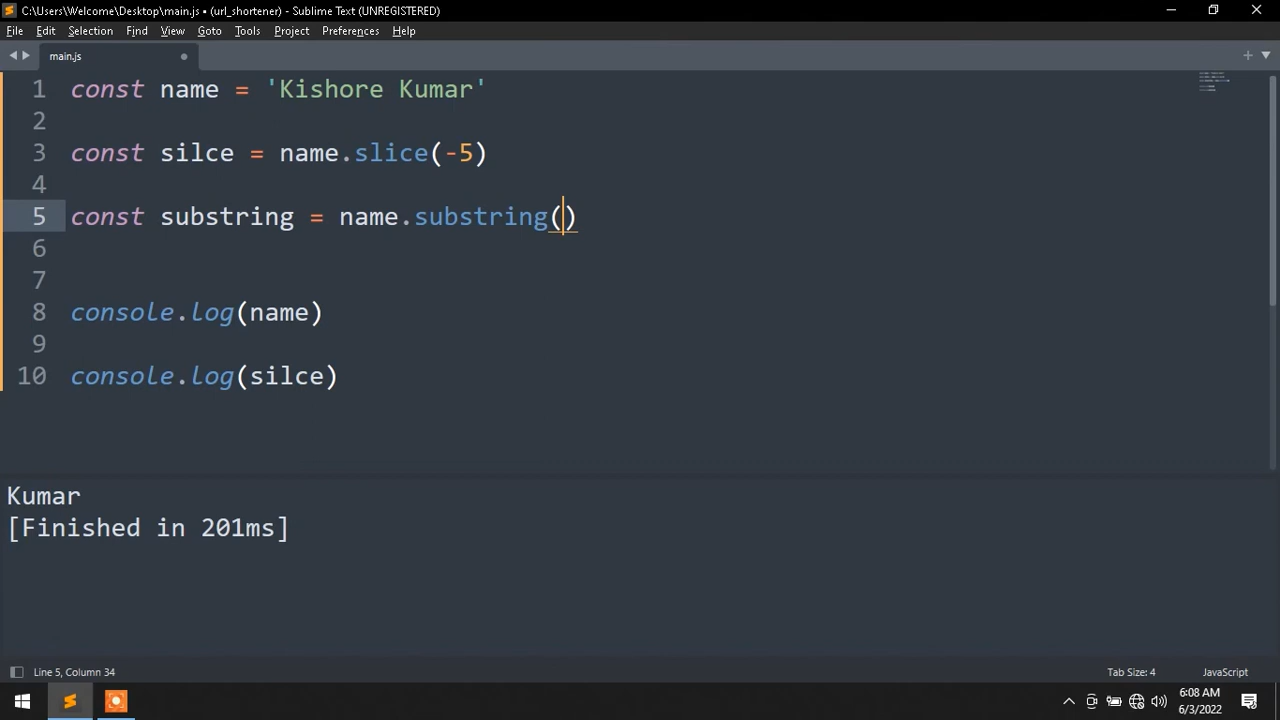 C:\Users\Welcome\Desktop\main.js • (url_shortener) - Sublime Text (UNREGISTERED)
File Edit Selection Find View Goto Tools Project Preferences Help
main.js
1 const name = 'Kishore Kumar'
2
3 const silce = name.slice(-5)
4
5 const substring = name.substring()
6
7
8 console.log(name)
9
10 console.log(silce)
Kumar
[Finished in 201ms]
Line 5, Column 34 Tab Size: 4 JavaScript
6:08 AM
6/3/2022